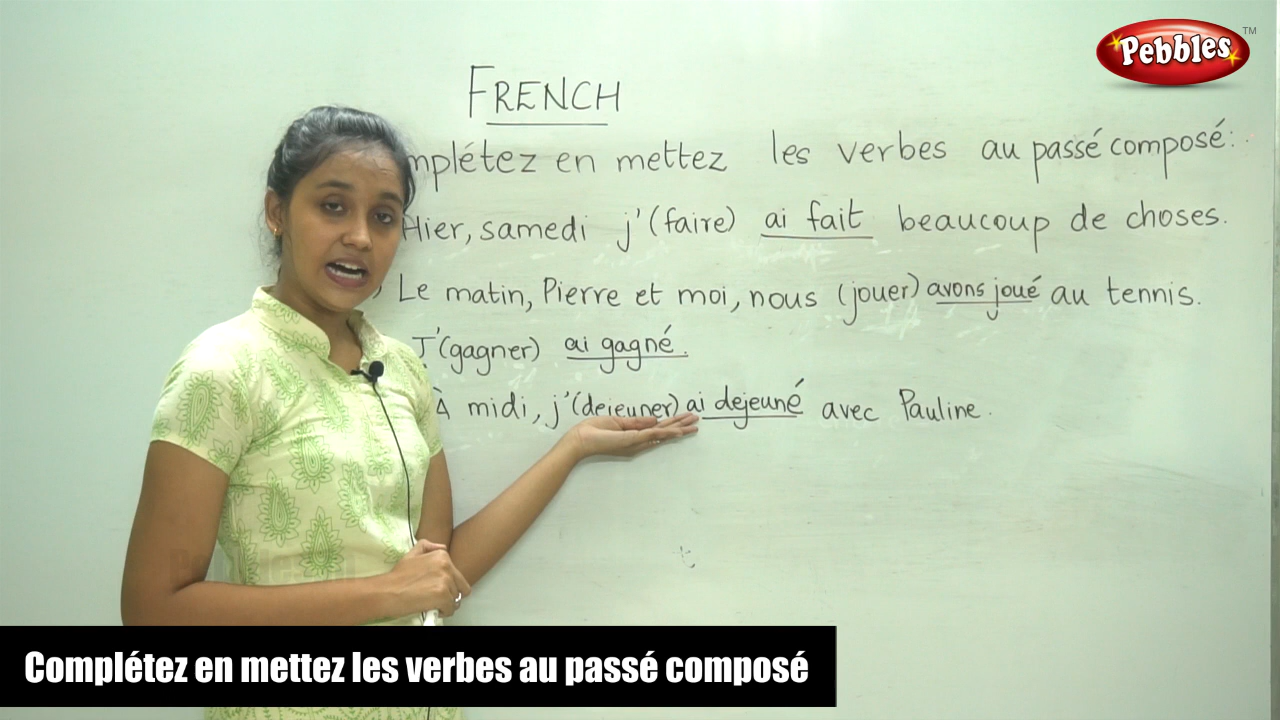 Pebbles TM
FRENCH
mplétez en mettez les verbes au passé composé:
Hier, samedi j'(faire) ai fait beaucoup de choses.
Le matin, Pierre et moi, nous (jouer) avons joué au tennis.
J'(gagner) ai gagné.
À midi, j'(dejeuner) ai dejeuné avec Pauline.
Complétez en mettez les verbes au passé composé